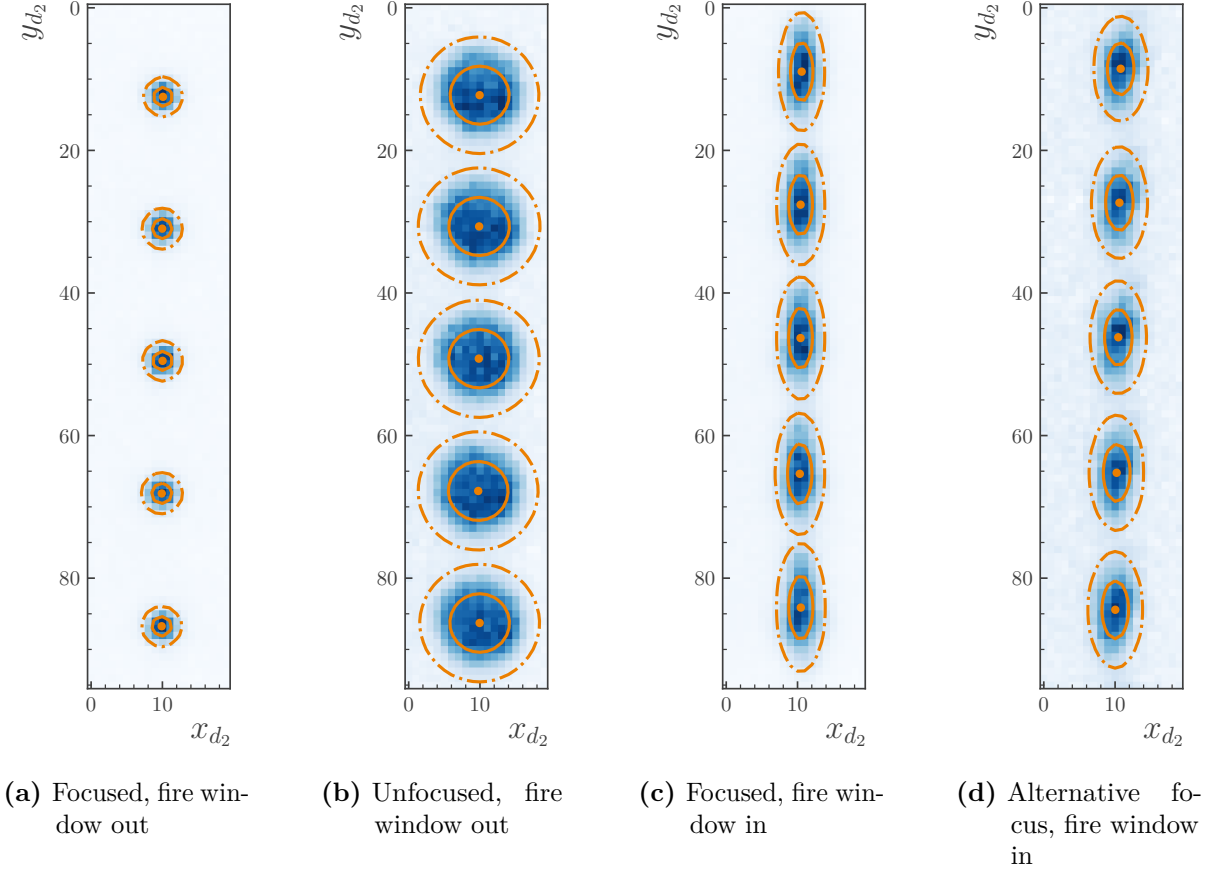 y_{d_2}
0
20
40
60
80
0
10
x_{d_2}
(a) Focused, fire win-
dow out
y_{d_2}
0
20
40
60
80
0
10
x_{d_2}
(b) Unfocused, fire
window out
y_{d_2}
0
20
40
60
80
0
10
x_{d_2}
(c) Focused, fire win-
dow in
y_{d_2}
0
20
40
60
80
0
10
x_{d_2}
(d) Alternative fo-
cus, fire window
in